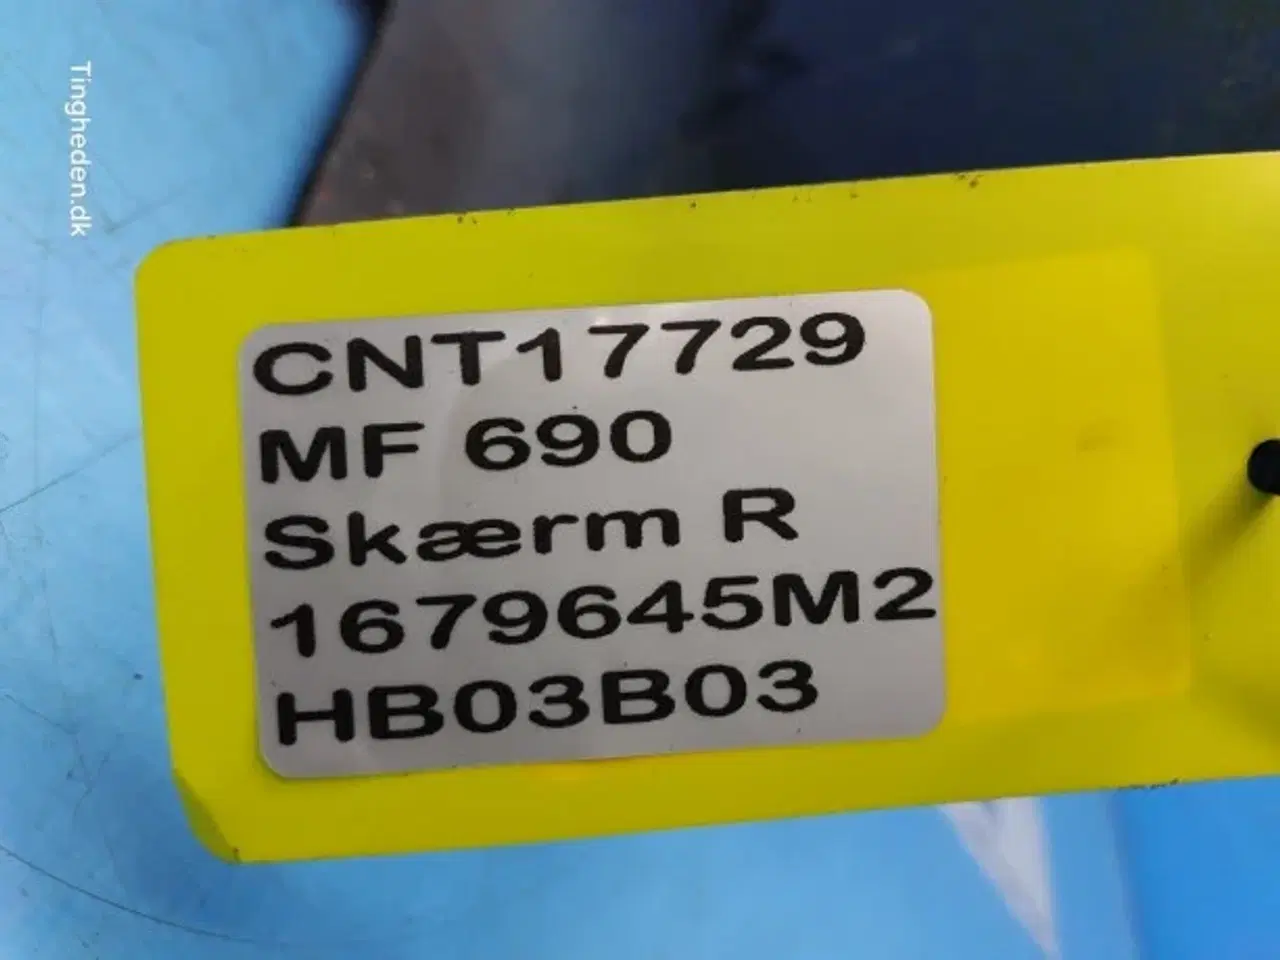 Tingheden.dk
CNT17729
MF 690
Skærm R
1679645M2
HB03B03